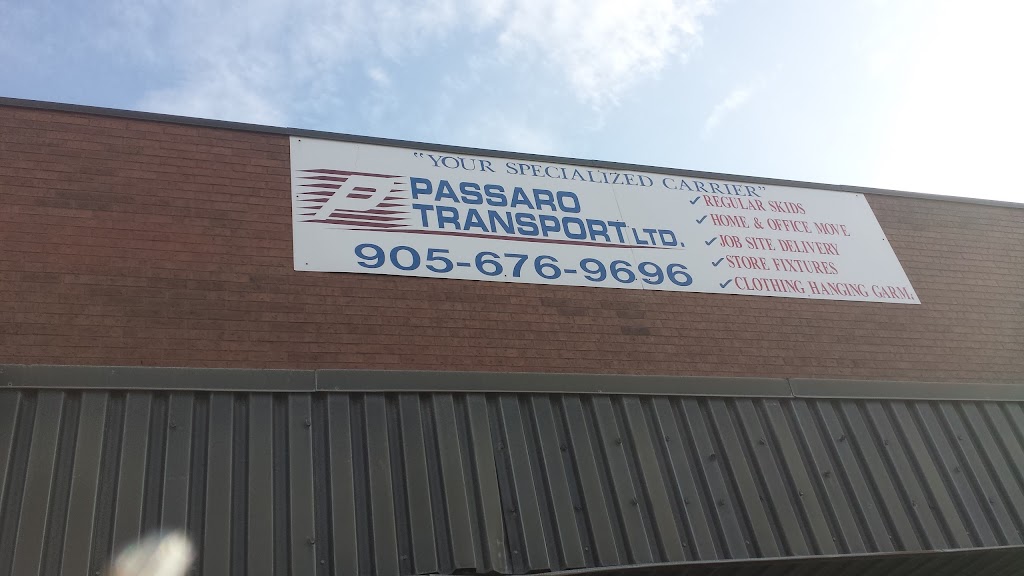 "YOUR SPECIALIZED CARRIER"
P
PASSARO
TRANSPORT LTD.
905-676-9696
✓REGULAR SKIDS
✓HOME & OFFICE MOVE
✓JOB SITE DELIVERY
✓STORE FIXTURES
✓CLOTHING HANGING GARM.